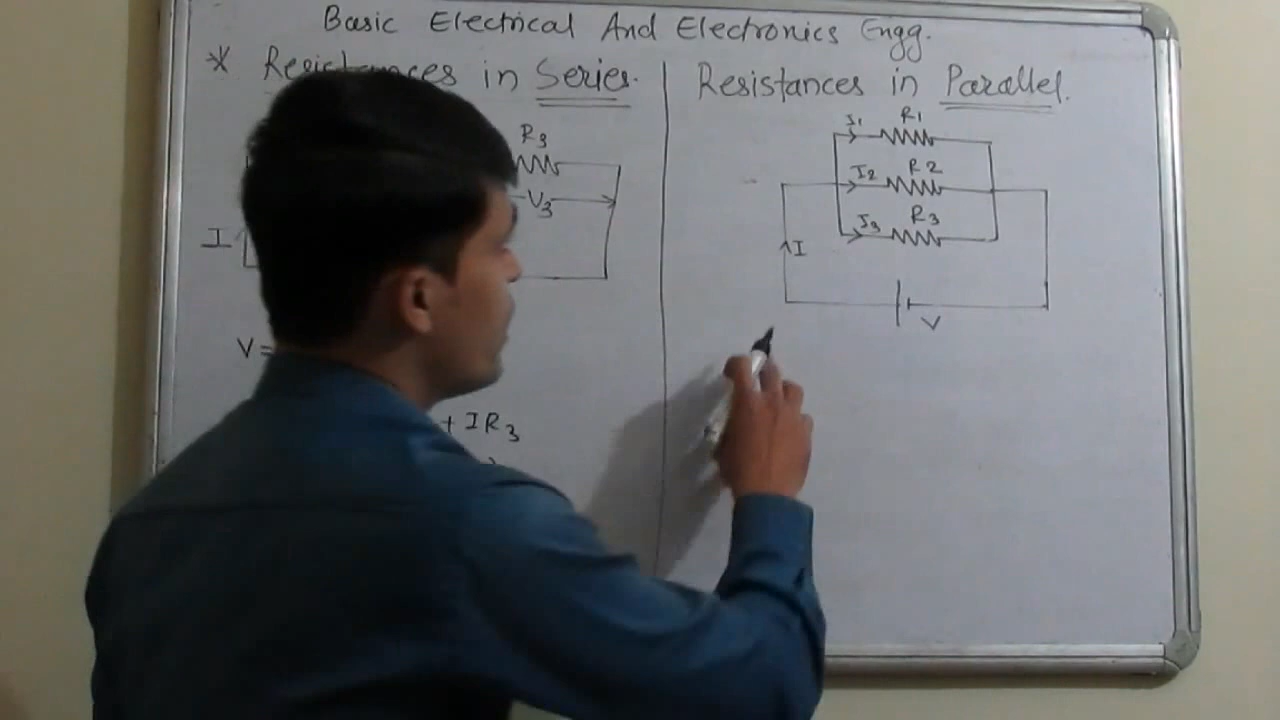 Basic Electrical And Electronics Engg.
* Resistances in Series.
R3
V3
I
V=
+ IR3
Resistances in Parallel.
I1 R1
I2 R2
I3 R3
I
V